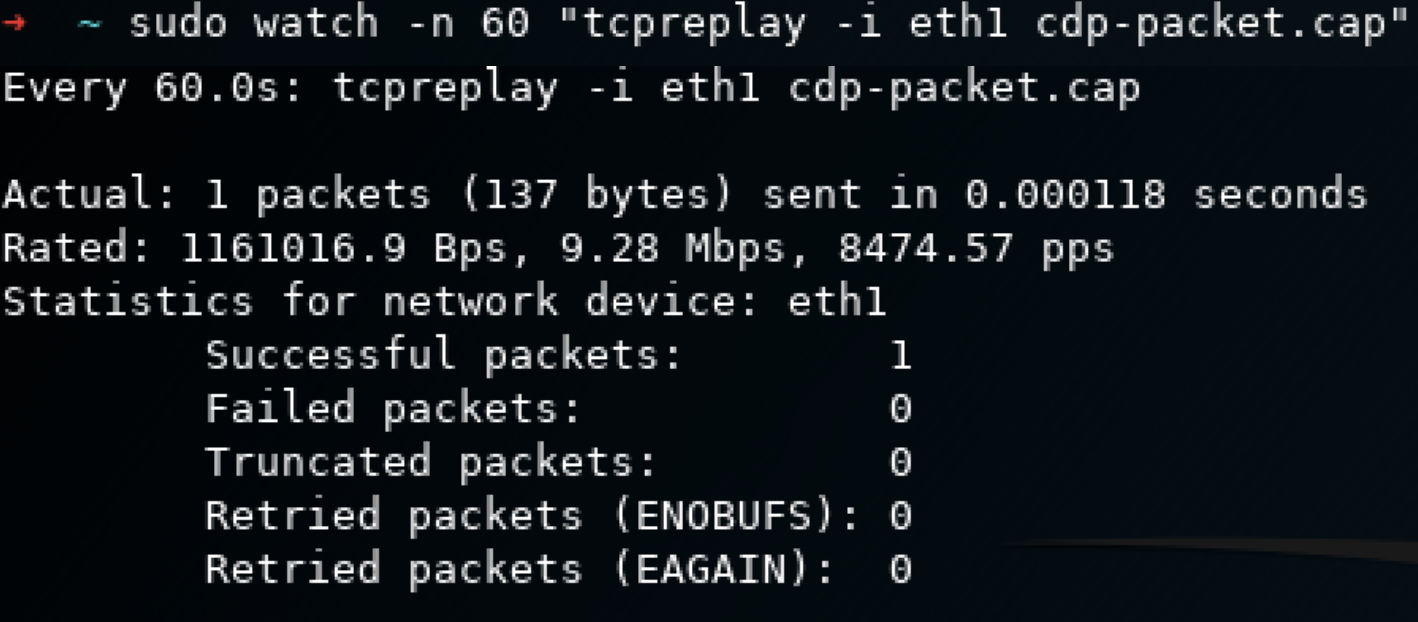 ➜ ~ sudo watch -n 60 "tcpreplay -i eth1 cdp-packet.cap"
Every 60.0s: tcpreplay -i eth1 cdp-packet.cap
Actual: 1 packets (137 bytes) sent in 0.000118 seconds
Rated: 1161016.9 Bps, 9.28 Mbps, 8474.57 pps
Statistics for network device: eth1
Successful packets: 1
Failed packets: 0
Truncated packets: 0
Retried packets (ENOBUFS): 0
Retried packets (EAGAIN): 0